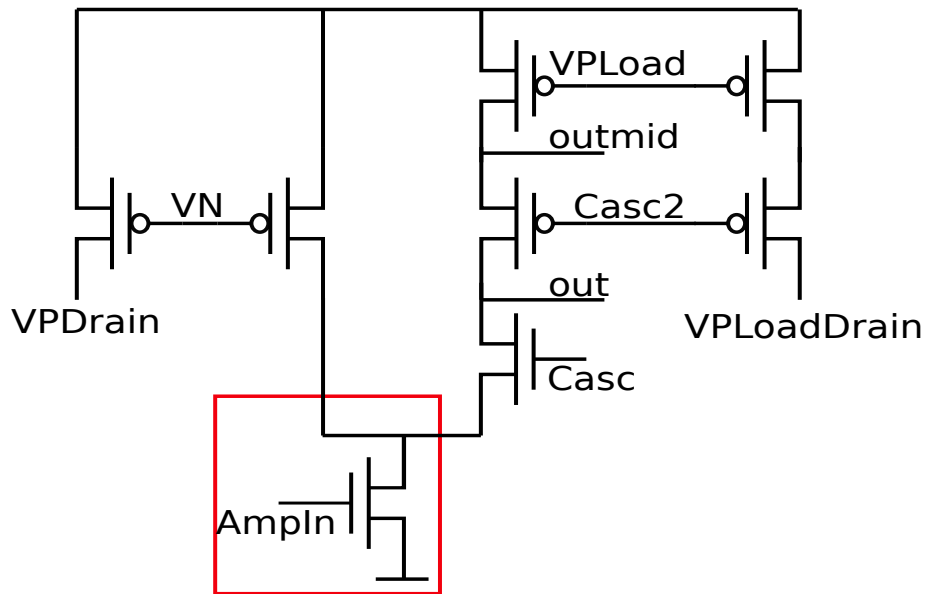 VPLoad
outmid
VN
Casc2
out
VPDrain
VPLoadDrain
Casc
AmpIn